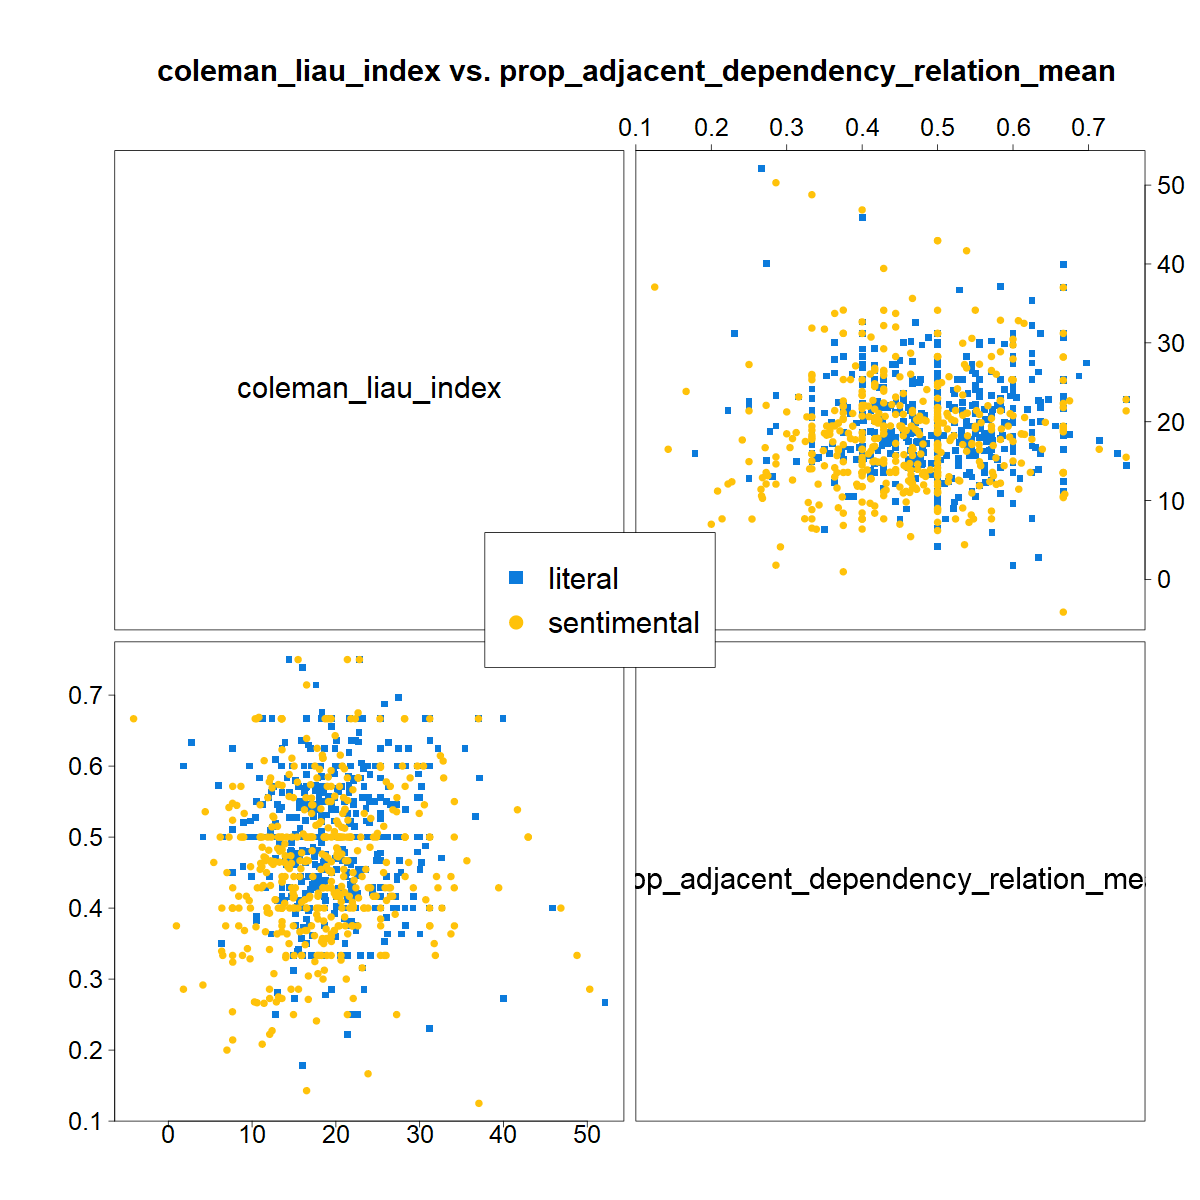 coleman_liau_index vs. prop_adjacent_dependency_relation_mean
0.1 0.2 0.3 0.4 0.5 0.6 0.7
50
40
30
20
10
0
coleman_liau_index
literal
sentimental
0.7
0.6
0.5
0.4
0.3
0.2
0.1
op_adjacent_dependency_relation_me
0 10 20 30 40 50